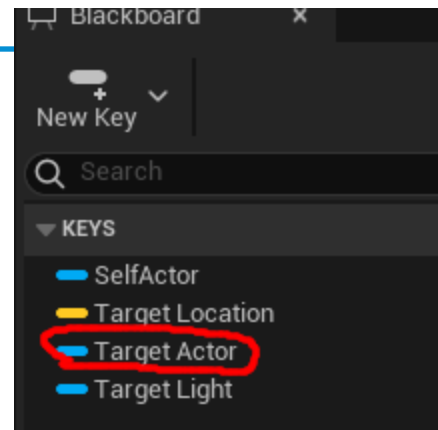 Blackboard
New Key
Search
KEYS
SelfActor
Target Location
Target Actor
Target Light